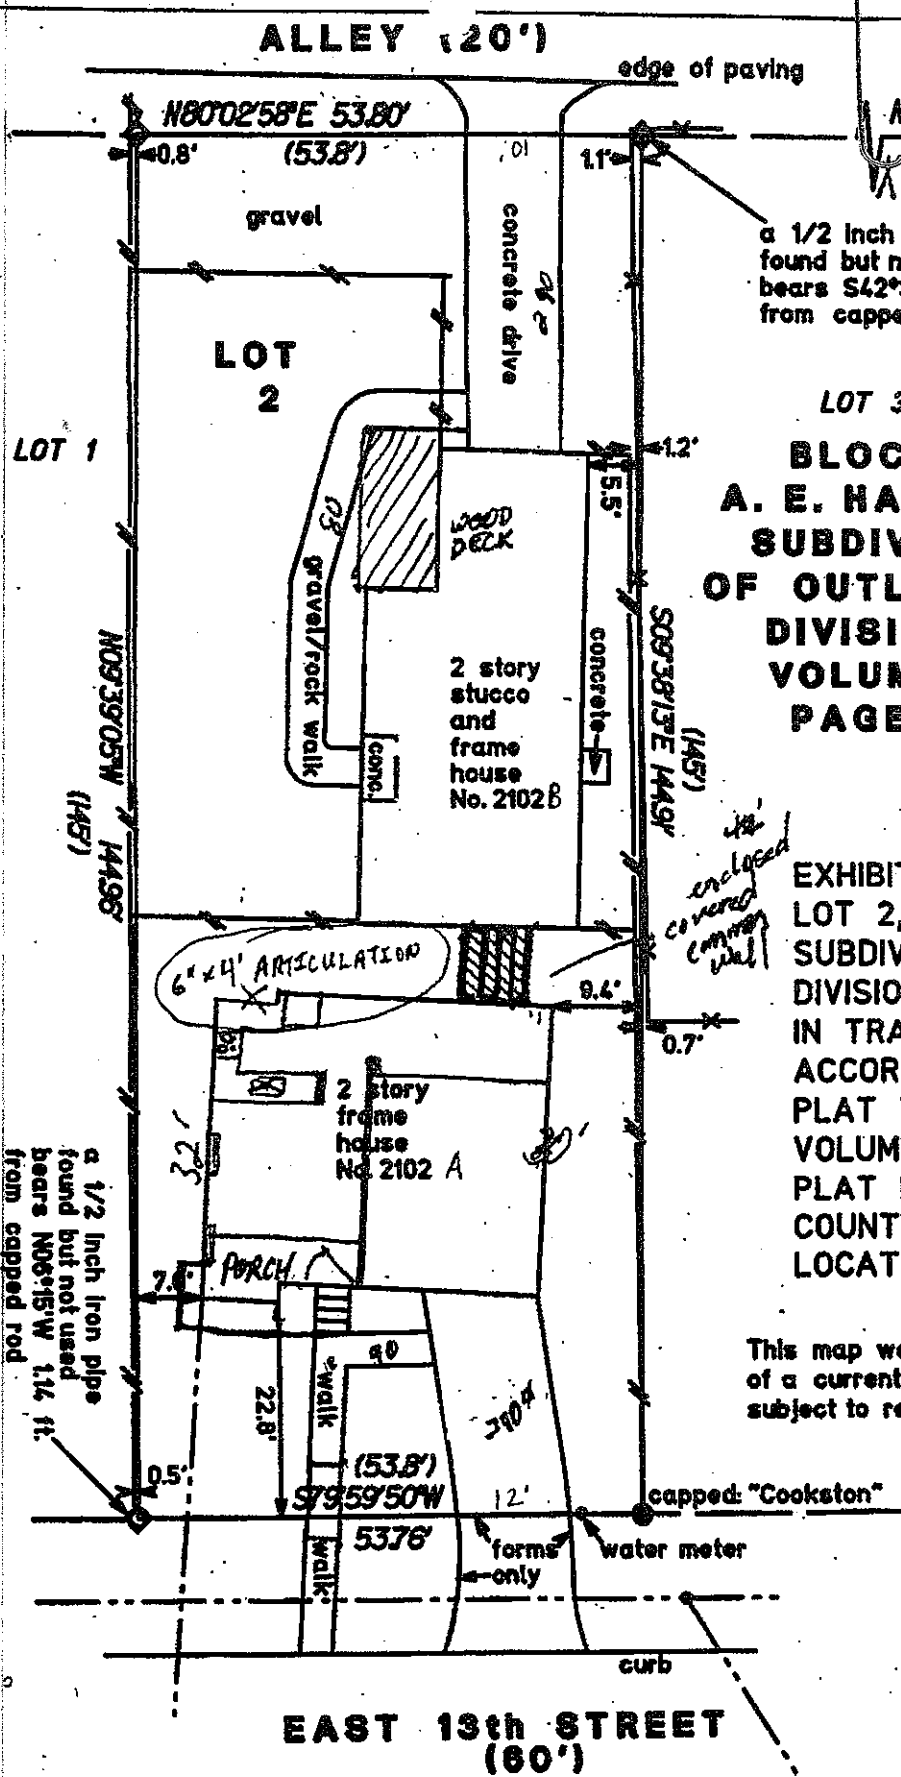 ALLEY (20')
edge of paving
N80°02'58"E 53.80'
(53.8')
0.8'
10'
1.1'
gravel
concrete drive
a 1/2 inch
found but n
bears S42°
from cappe
LOT
2
LOT 1
LOT 3
1.2'
5.5'
BLOC
A. E. HA
SUBDIV
OF OUTL
DIVISI
VOLUM
PAGE
WOOD
DECK
80
gravel/rock walk
conc.
concrete
2 story
stucco
and
frame
house
No. 2102 B
N09°39'05"W 144.96'
(145')
S09°38'13"E 144.91'
(145')
enclosed
covered
common
wall
EXHIBIT
LOT 2,
SUBDIV
DIVISIO
IN TRA
ACCOR
PLAT
VOLUM
PLAT
COUNT
LOCAT
6" x 4' ARTICULATION
9.4'
0.7'
2 story
frame
house
No. 2102 A
32'
PORCH
a 1/2 inch iron pipe
found but not used
bears N06°15'W 1.14 ft.
from capped rod
22.8'
walk
90
This map wa
of a current
subject to re
0.5'
(53.8')
S79°59'50"W
53.76'
12'
capped: "Cookston"
forms
only
water meter
walk
curb
EAST 13th STREET
(60')